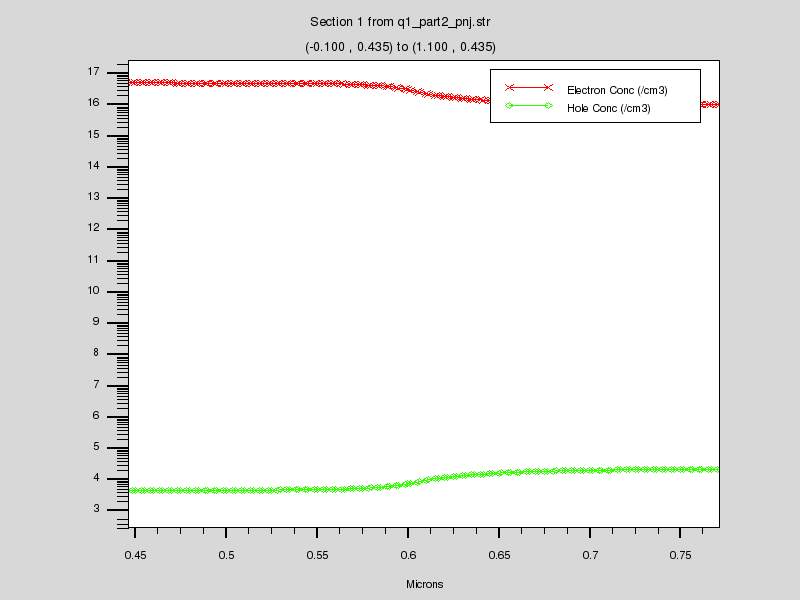 Section 1 from q1_part2_pnj.str
(-0.100 , 0.435) to (1.100 , 0.435)
Electron Conc (/cm3)
Hole Conc (/cm3)
17
16
15
14
13
12
11
10
9
8
7
6
5
4
3
0.45 0.5 0.55 0.6 0.65 0.7 0.75
Microns